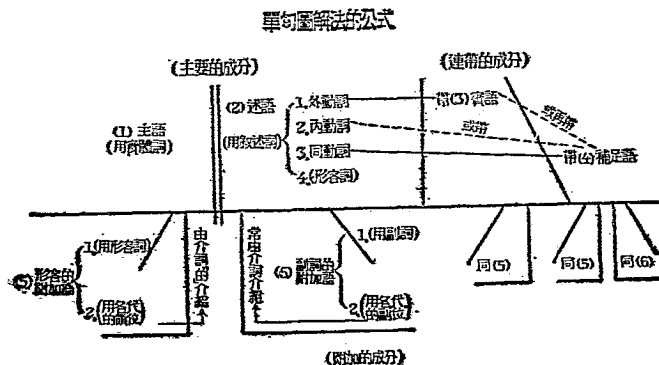 單句圖解法的公式
(主要的成分)
(連帶的成分)
(1) 主語
(用實體詞)
(2) 述語
(用敘述詞)
1.外動詞
2.內動詞
3.同動詞
4.(形容詞)
帶(3)賓語
或再帶
或帶
帶(4)補足語
(5)形容的附加語
1.(用形容詞)
2.(用名代的領位)
由介詞的介紹
常由介詞介紹
(6)副詞的附加語
1.(用副詞)
2.(用名代的副位)
同(5)
同(5)
同(6)
(附加的成分)